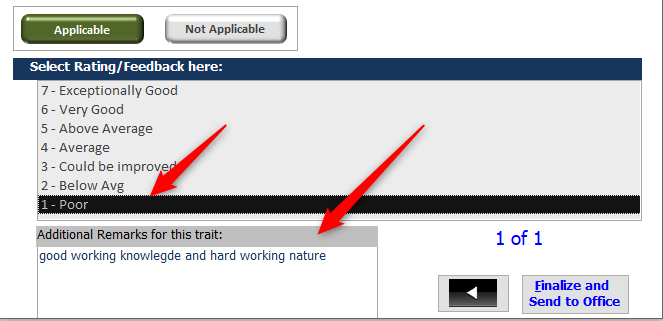 Applicable
Not Applicable
Select Rating/Feedback here:
7 - Exceptionally Good
6 - Very Good
5 - Above Average
4 - Average
3 - Could be improved
2 - Below Avg
1 - Poor
Additional Remarks for this trait:
good working knowlegde and hard working nature
1 of 1
Finalize and
Send to Office